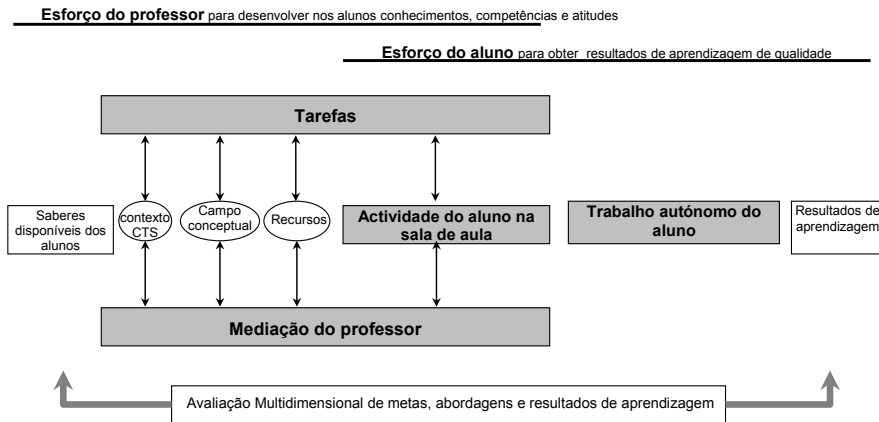 Esforço do professor para desenvolver nos alunos conhecimentos, competências e atitudes
Esforço do aluno para obter resultados de aprendizagem de qualidade
Tarefas
Saberes
disponíveis dos
alunos
contexto
CTS
Campo
conceptual
Recursos
Actividade do aluno na
sala de aula
Trabalho autónomo do
aluno
Resultados de
aprendizagem
Mediação do professor
Avaliação Multidimensional de metas, abordagens e resultados de aprendizagem